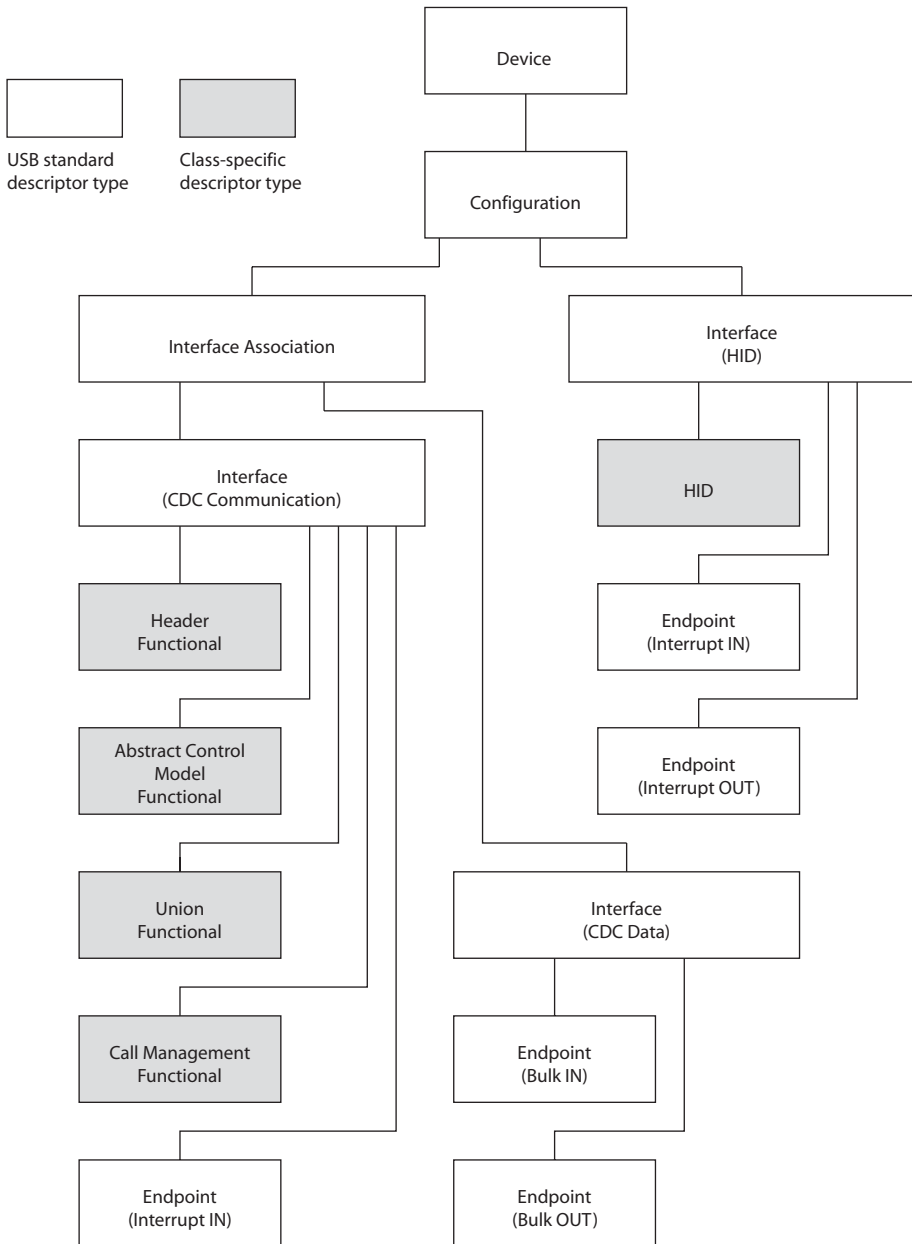 Device
USB standard
descriptor type
Class-specific
descriptor type
Configuration
Interface Association
Interface
(HID)
Interface
(CDC Communication)
HID
Header
Functional
Endpoint
(Interrupt IN)
Abstract Control
Model
Functional
Endpoint
(Interrupt OUT)
Union
Functional
Interface
(CDC Data)
Call Management
Functional
Endpoint
(Bulk IN)
Endpoint
(Interrupt IN)
Endpoint
(Bulk OUT)